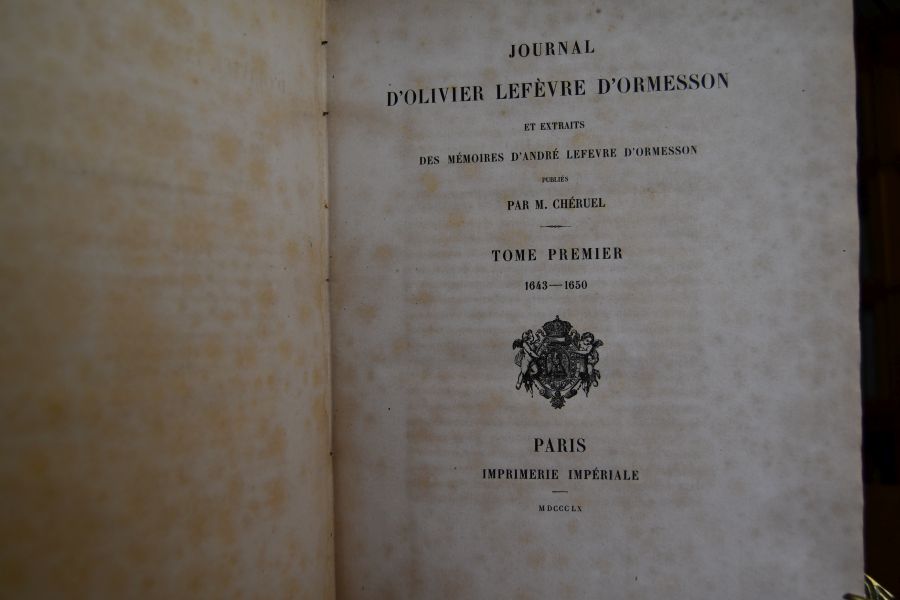 JOURNAL
D'OLIVIER LEFÈVRE D'ORMESSON
ET EXTRAITS
DES MÉMOIRES D'ANDRÉ LEFEVRE D'ORMESSON
PUBLIÉS
PAR M. CHÉRUEL
TOME PREMIER
1643—1650
PARIS
IMPRIMERIE IMPÉRIALE
MDCCCLX